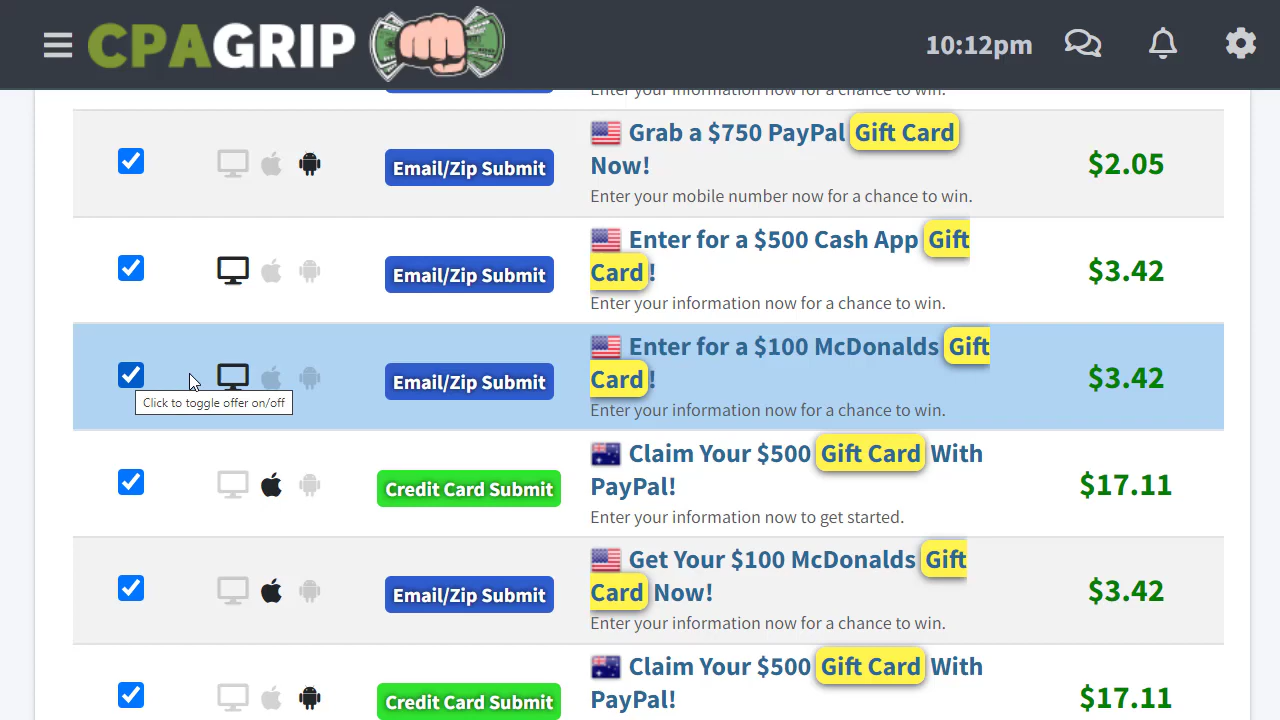 CPAGRIP
10:12pm
Enter your information now for a chance to win.
Email/Zip Submit
Grab a $750 PayPal Gift Card
Now!
Enter your mobile number now for a chance to win.
$2.05
Email/Zip Submit
Enter for a $500 Cash App Gift
Card!
Enter your information now for a chance to win.
$3.42
Click to toggle offer on/off
Email/Zip Submit
Enter for a $100 McDonalds Gift
Card!
Enter your information now for a chance to win.
$3.42
Credit Card Submit
Claim Your $500 Gift Card With
PayPal!
Enter your information now to get started.
$17.11
Email/Zip Submit
Get Your $100 McDonalds Gift
Card Now!
Enter your information now for a chance to win.
$3.42
Credit Card Submit
Claim Your $500 Gift Card With
PayPal!
$17.11